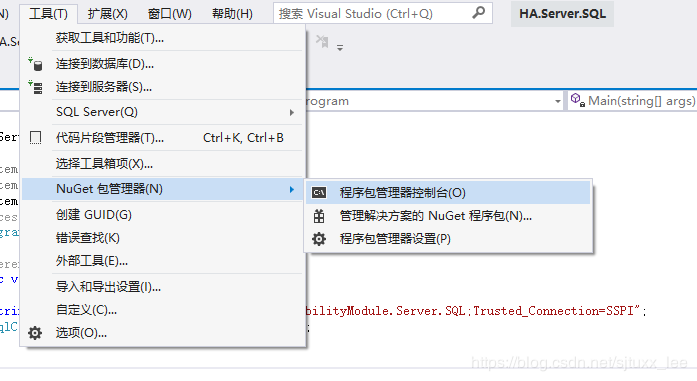 N) 工具(T) 扩展(X) 窗口(W) 帮助(H) 搜索 Visual Studio (Ctrl+Q) HA.Server.SQL
HA.Se
获取工具和功能(T)...
连接到数据库(D)...
连接到服务器(S)...
SQL Server(Q)
rogram Main(string[] args)
Serv
代码片段管理器(T)... Ctrl+K, Ctrl+B
选择工具箱项(X)...
tem
NuGet 包管理器(N)
tem
程序包管理器控制台(O)
tem
创建 GUID(G)
管理解决方案的 NuGet 程序包(N)...
ces
错误查找(K)
程序包管理器设置(P)
gram
外部工具(E)...
eren
导入和导出设置(I)...
c v
自定义(C)...
trin
bilityModule.Server.SQL;Trusted_Connection=SSPI";
选项(O)...
qlC
;
https://blog.csdn.net/sjtuxx_lee